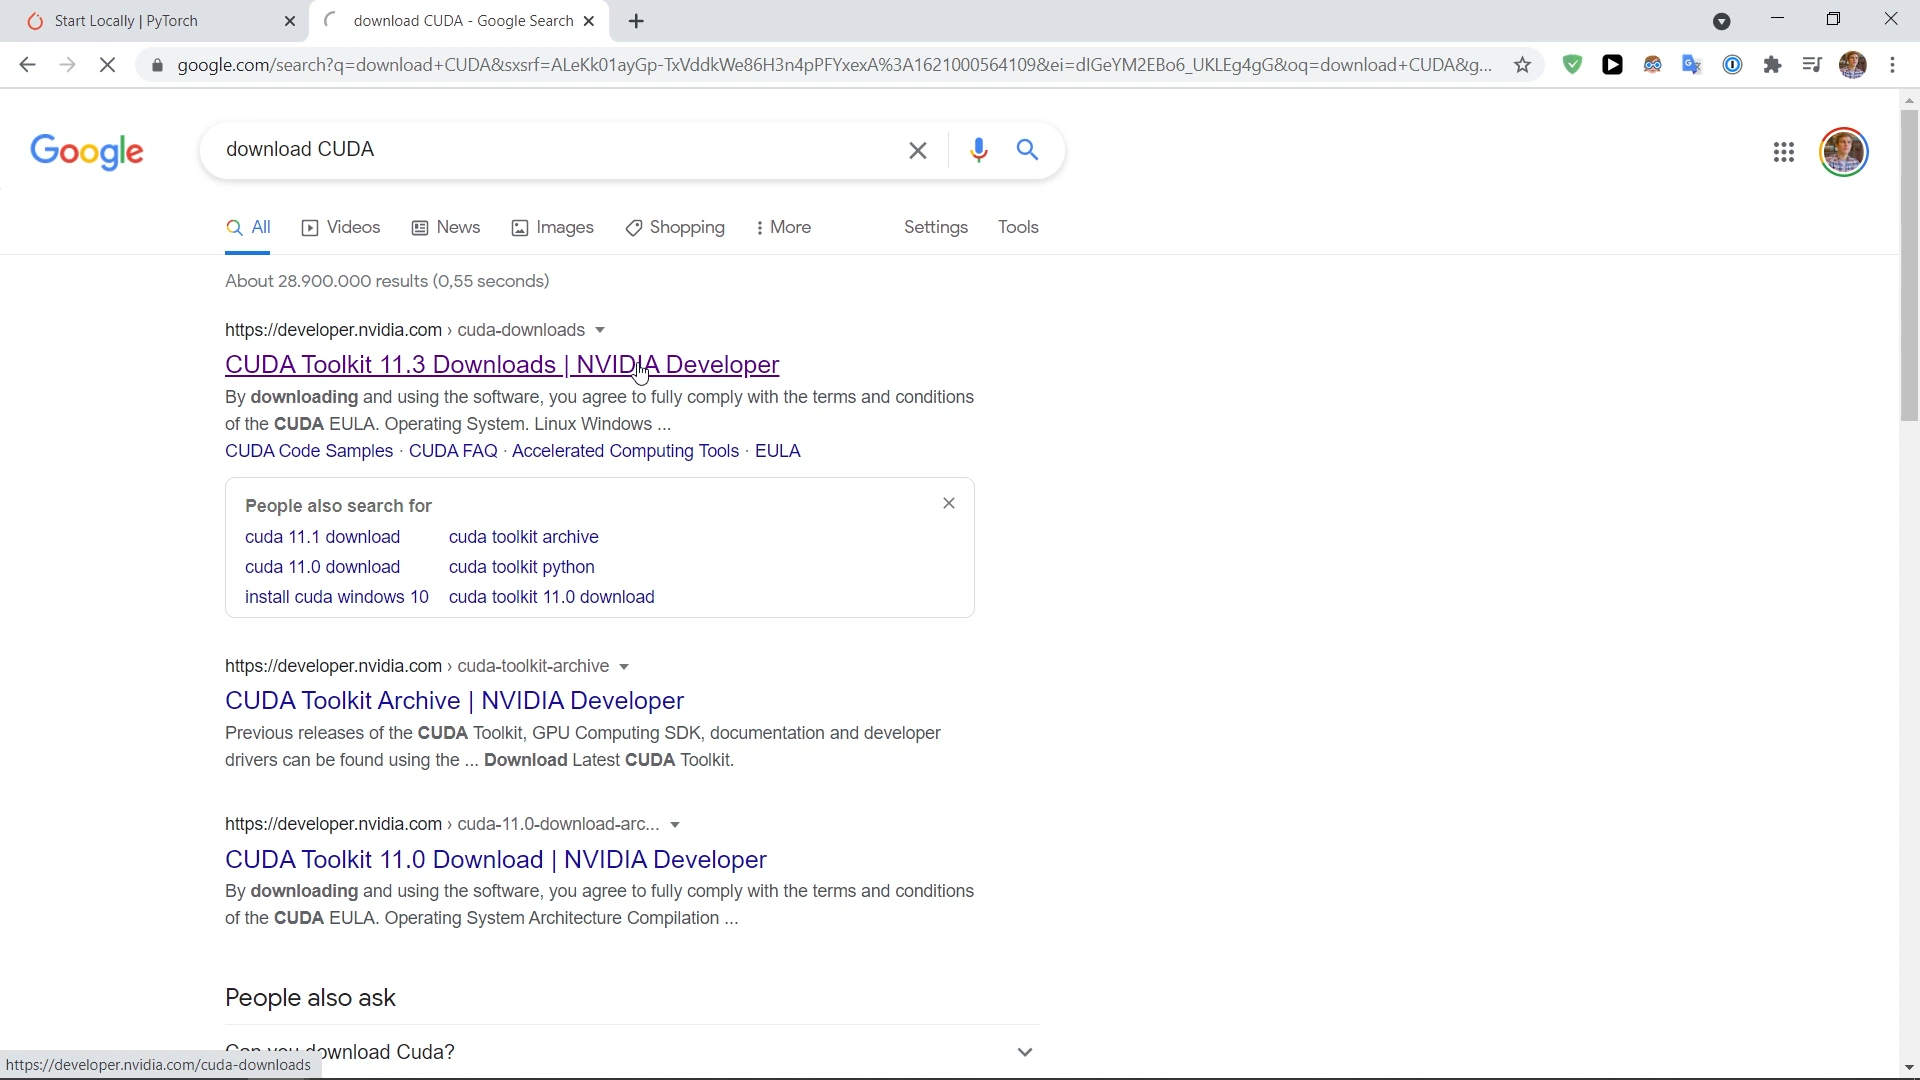 Start Locally | PyTorch
download CUDA - Google Search
google.com/search?q=download+CUDA&sxsrf=ALeKk01ayGp-TxVddkWe86H3n4pPFYxexA%3A1621000564109&ei=dIGeYM2EBo6_UKLEg4gG&oq=download+CUDA&g...
Google
download CUDA
All Videos News Images Shopping More Settings Tools
About 28.900.000 results (0,55 seconds)
https://developer.nvidia.com › cuda-downloads
CUDA Toolkit 11.3 Downloads | NVIDIA Developer
By downloading and using the software, you agree to fully comply with the terms and conditions
of the CUDA EULA. Operating System. Linux Windows ...
CUDA Code Samples · CUDA FAQ · Accelerated Computing Tools · EULA
People also search for
cuda 11.1 download cuda toolkit archive
cuda 11.0 download cuda toolkit python
install cuda windows 10 cuda toolkit 11.0 download
https://developer.nvidia.com › cuda-toolkit-archive
CUDA Toolkit Archive | NVIDIA Developer
Previous releases of the CUDA Toolkit, GPU Computing SDK, documentation and developer
drivers can be found using the ... Download Latest CUDA Toolkit.
https://developer.nvidia.com › cuda-11.0-download-arc...
CUDA Toolkit 11.0 Download | NVIDIA Developer
By downloading and using the software, you agree to fully comply with the terms and conditions
of the CUDA EULA. Operating System Architecture Compilation ...
People also ask
Can you download Cuda?
https://developer.nvidia.com/cuda-downloads